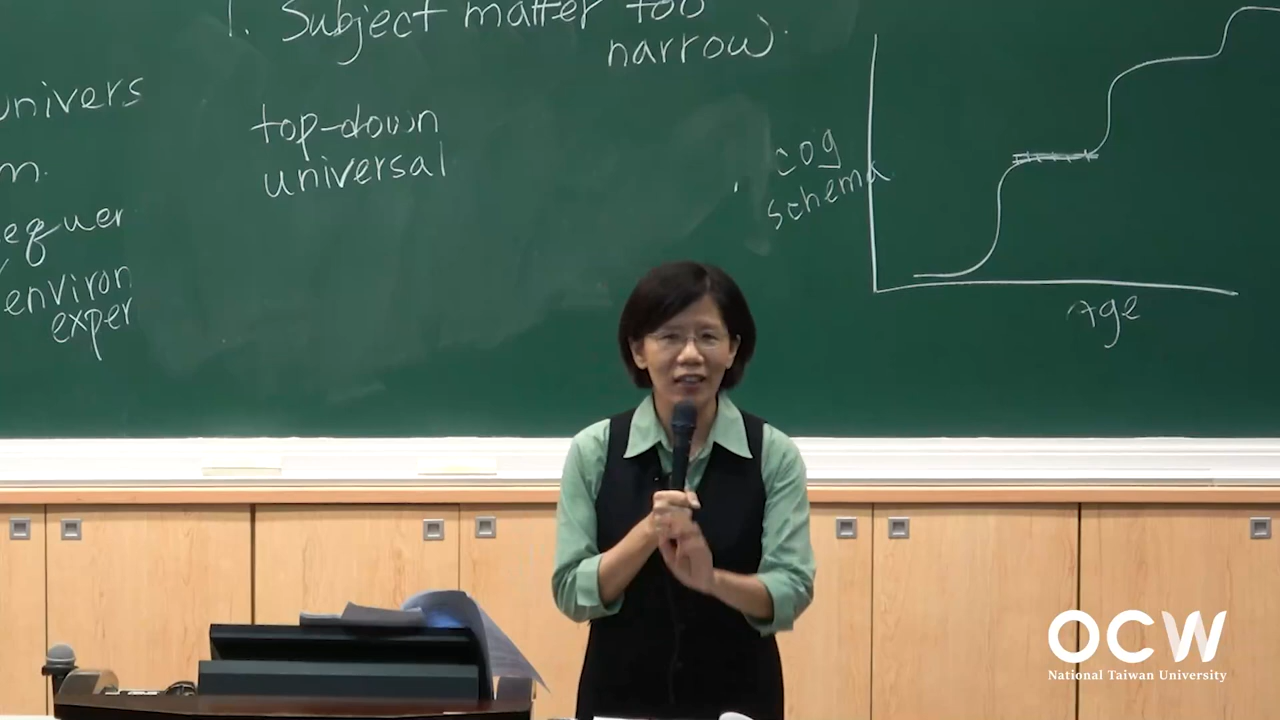 1. Subject matter too
narrow.
univers
m.
equer
environ
exper
top-down
universal
cog
schema
Age
OCW
National Taiwan University